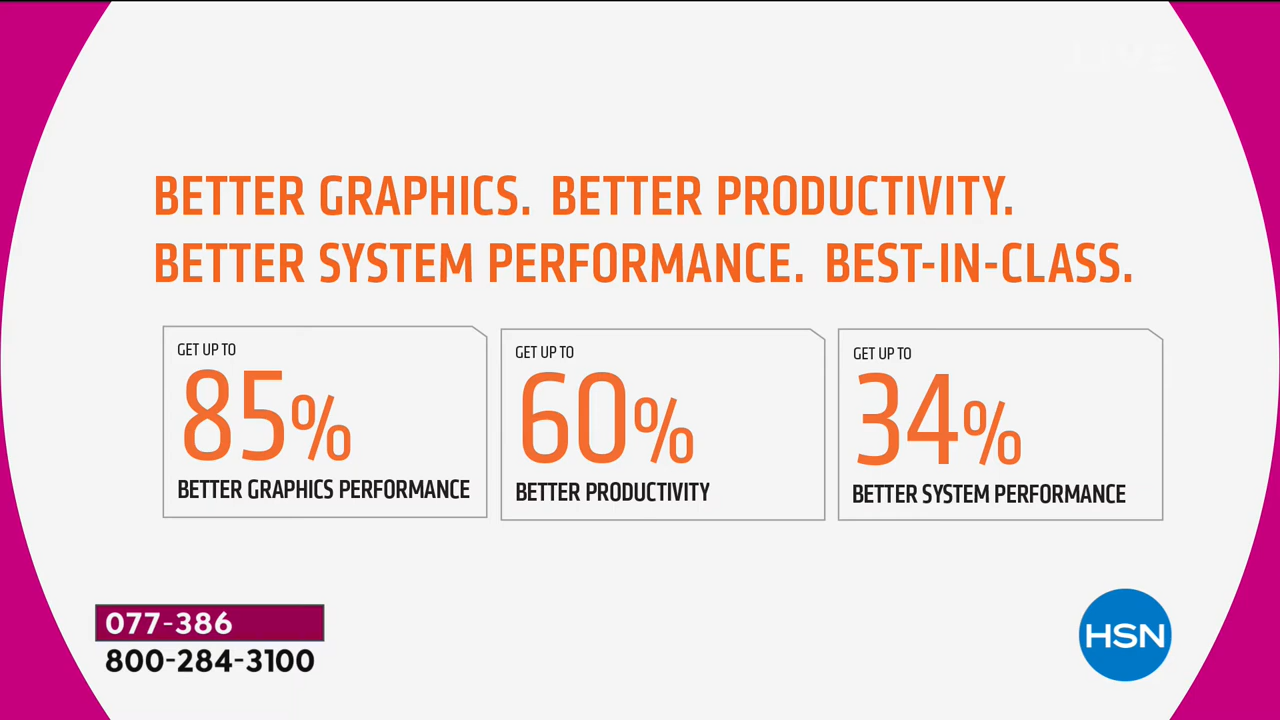 LIVE
BETTER GRAPHICS. BETTER PRODUCTIVITY.
BETTER SYSTEM PERFORMANCE. BEST-IN-CLASS.
GET UP TO
85%
BETTER GRAPHICS PERFORMANCE
GET UP TO
60%
BETTER PRODUCTIVITY
GET UP TO
34%
BETTER SYSTEM PERFORMANCE
077-386
800-284-3100
HSN